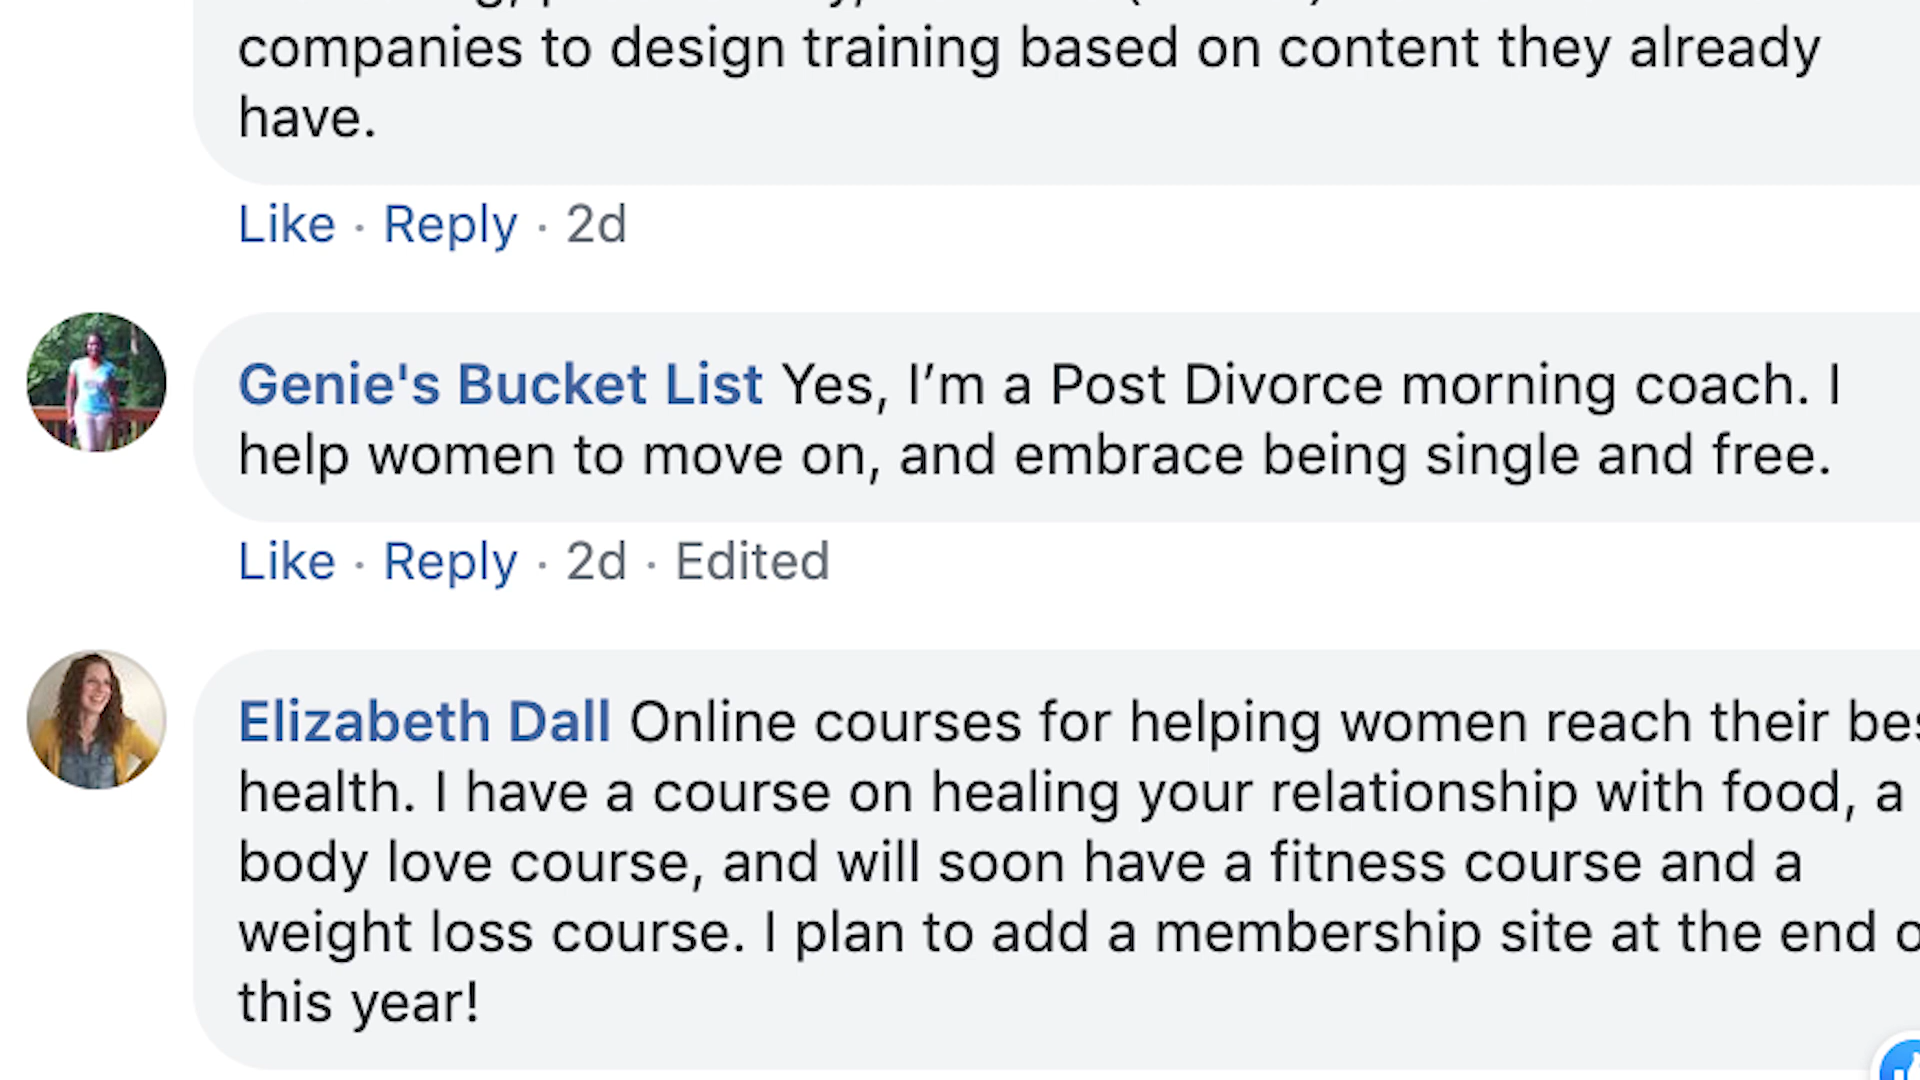 companies to design training based on content they already
have.
Like · Reply · 2d
Genie's Bucket List Yes, I’m a Post Divorce morning coach. I
help women to move on, and embrace being single and free.
Like · Reply · 2d · Edited
Elizabeth Dall Online courses for helping women reach their
health. I have a course on healing your relationship with food, a
body love course, and will soon have a fitness course and a
weight loss course. I plan to add a membership site at the end
this year!